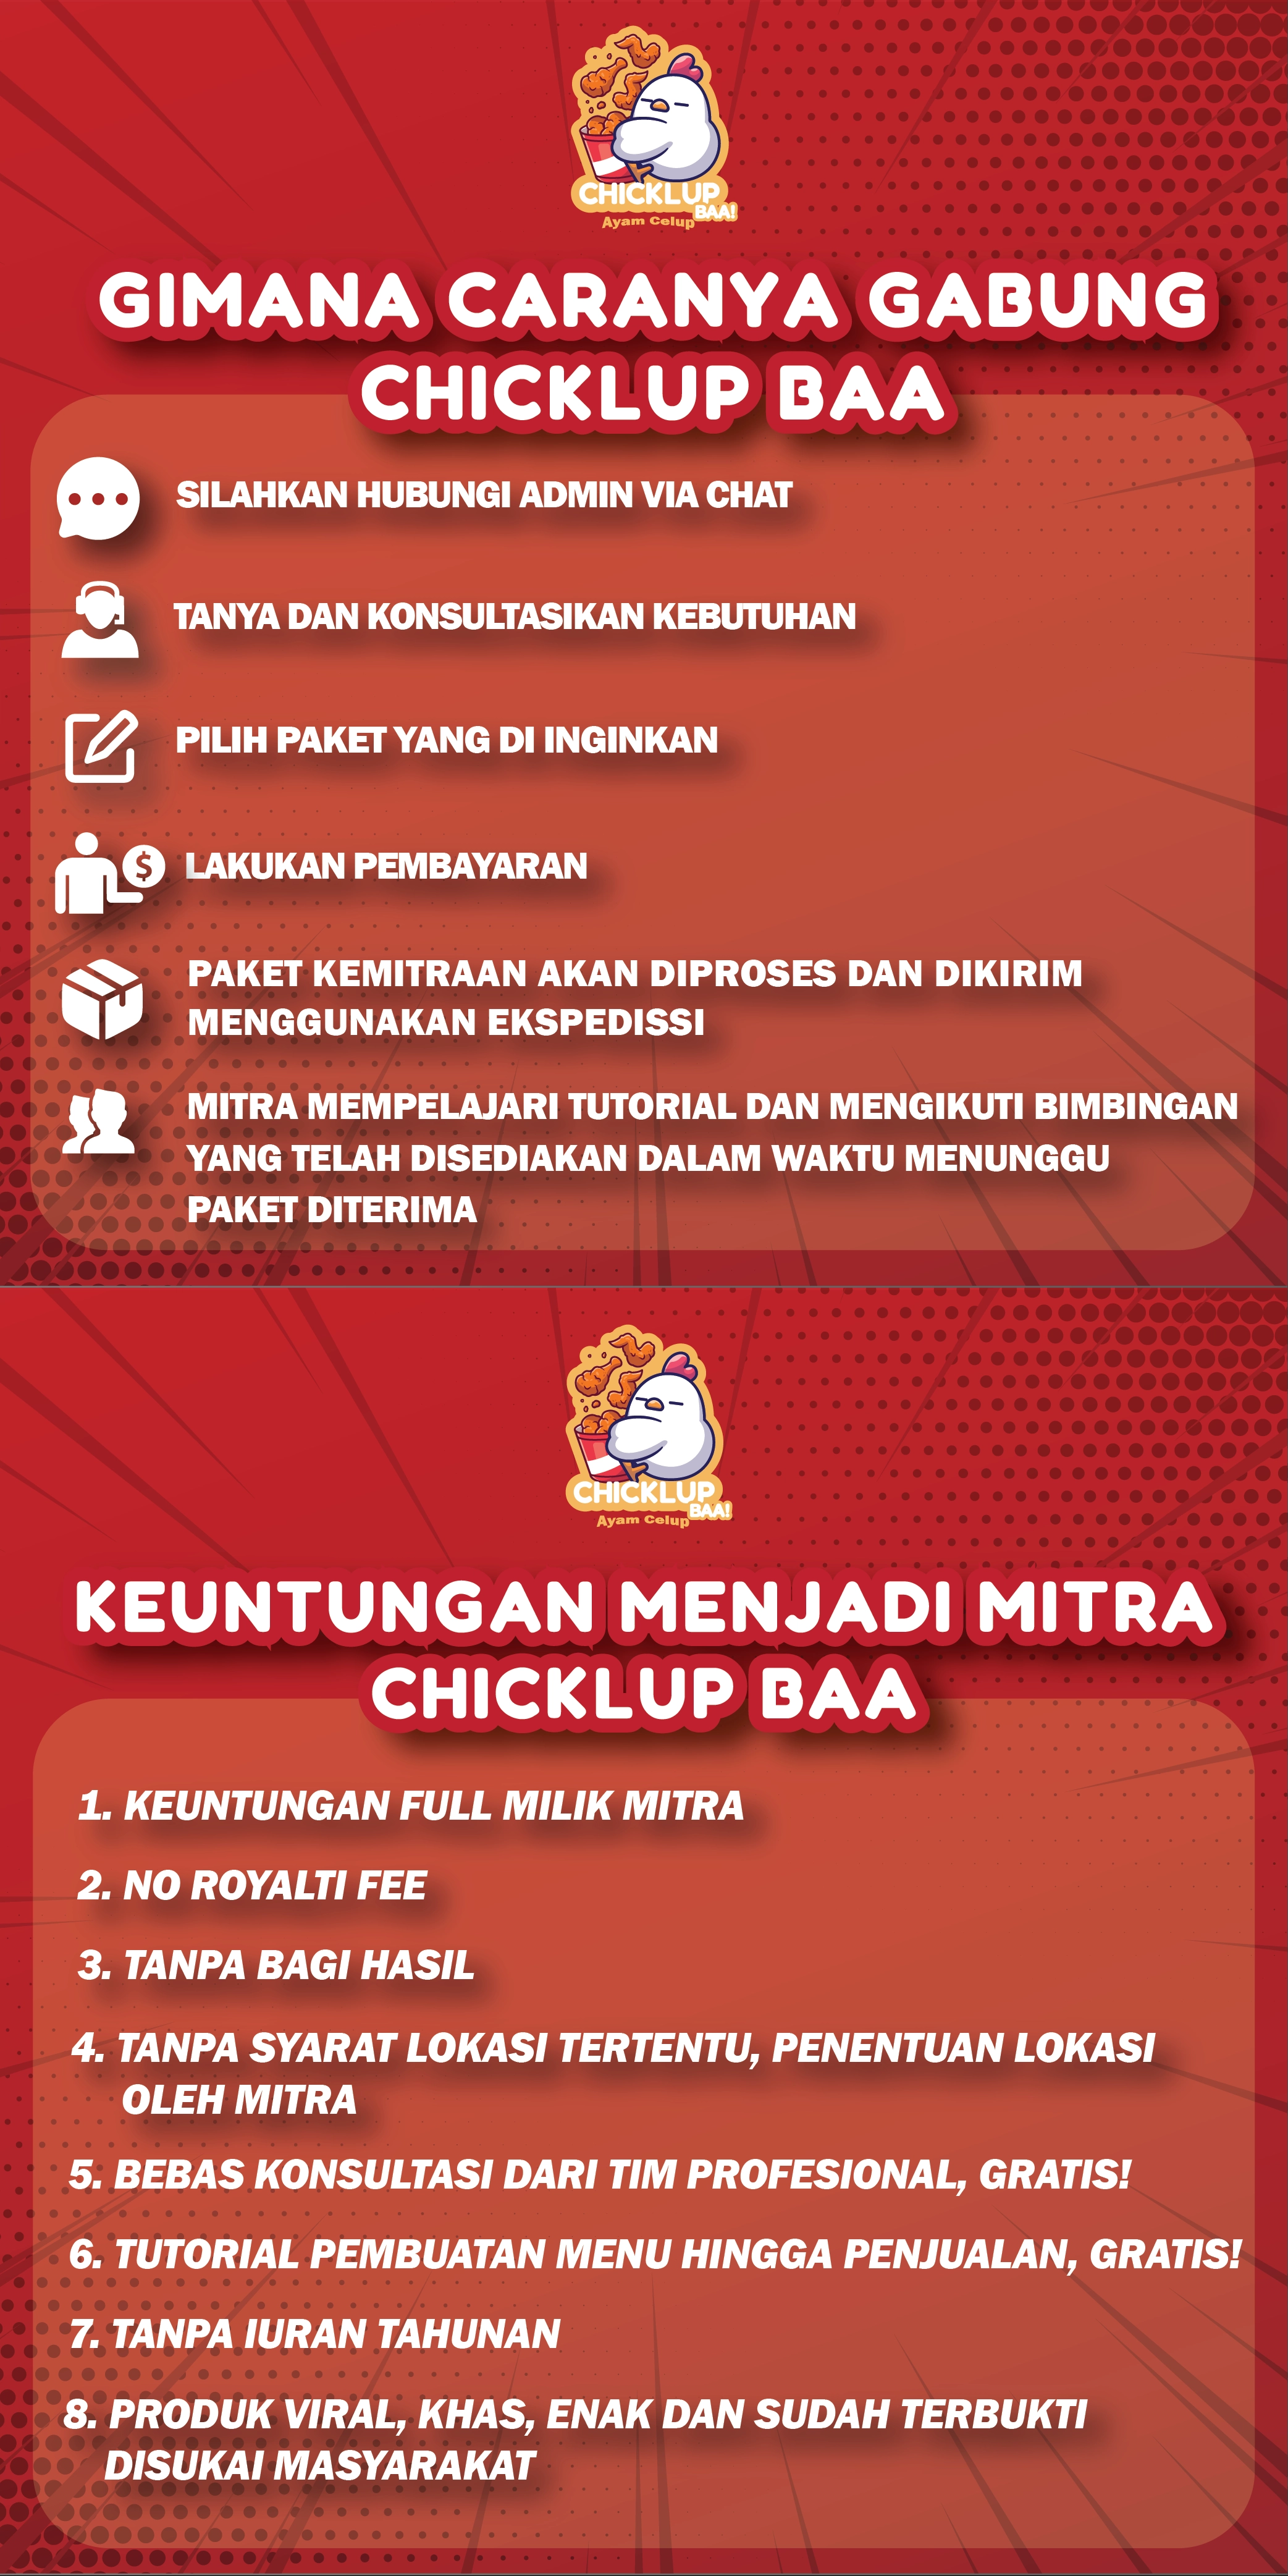 CHICKLUP
BAA!
Ayam Celup
GIMANA CARANYA GABUNG
CHICKLUP BAA
SILAHKAN HUBUNGI ADMIN VIA CHAT
TANYA DAN KONSULTASIKAN KEBUTUHAN
PILIH PAKET YANG DI INGINKAN
$
LAKUKAN PEMBAYARAN
PAKET KEMITRAAN AKAN DIPROSES DAN DIKIRIM
MENGGUNAKAN EKSPEDISSI
MITRA MEMPELAJARI TUTORIAL DAN MENGIKUTI BIMBINGAN
YANG TELAH DISEDIAKAN DALAM WAKTU MENUNGGU
PAKET DITERIMA
CHICKLUP
BAA!
Ayam Celup
KEUNTUNGAN MENJADI MITRA
CHICKLUP BAA
1. KEUNTUNGAN FULL MILIK MITRA
2. NO ROYALTI FEE
3. TANPA BAGI HASIL
4. TANPA SYARAT LOKASI TERTENTU, PENENTUAN LOKASI
OLEH MITRA
5. BEBAS KONSULTASI DARI TIM PROFESIONAL, GRATIS!
6. TUTORIAL PEMBUATAN MENU HINGGA PENJUALAN, GRATIS!
7. TANPA IURAN TAHUNAN
8. PRODUK VIRAL, KHAS, ENAK DAN SUDAH TERBUKTI
DISUKAI MASYARAKAT